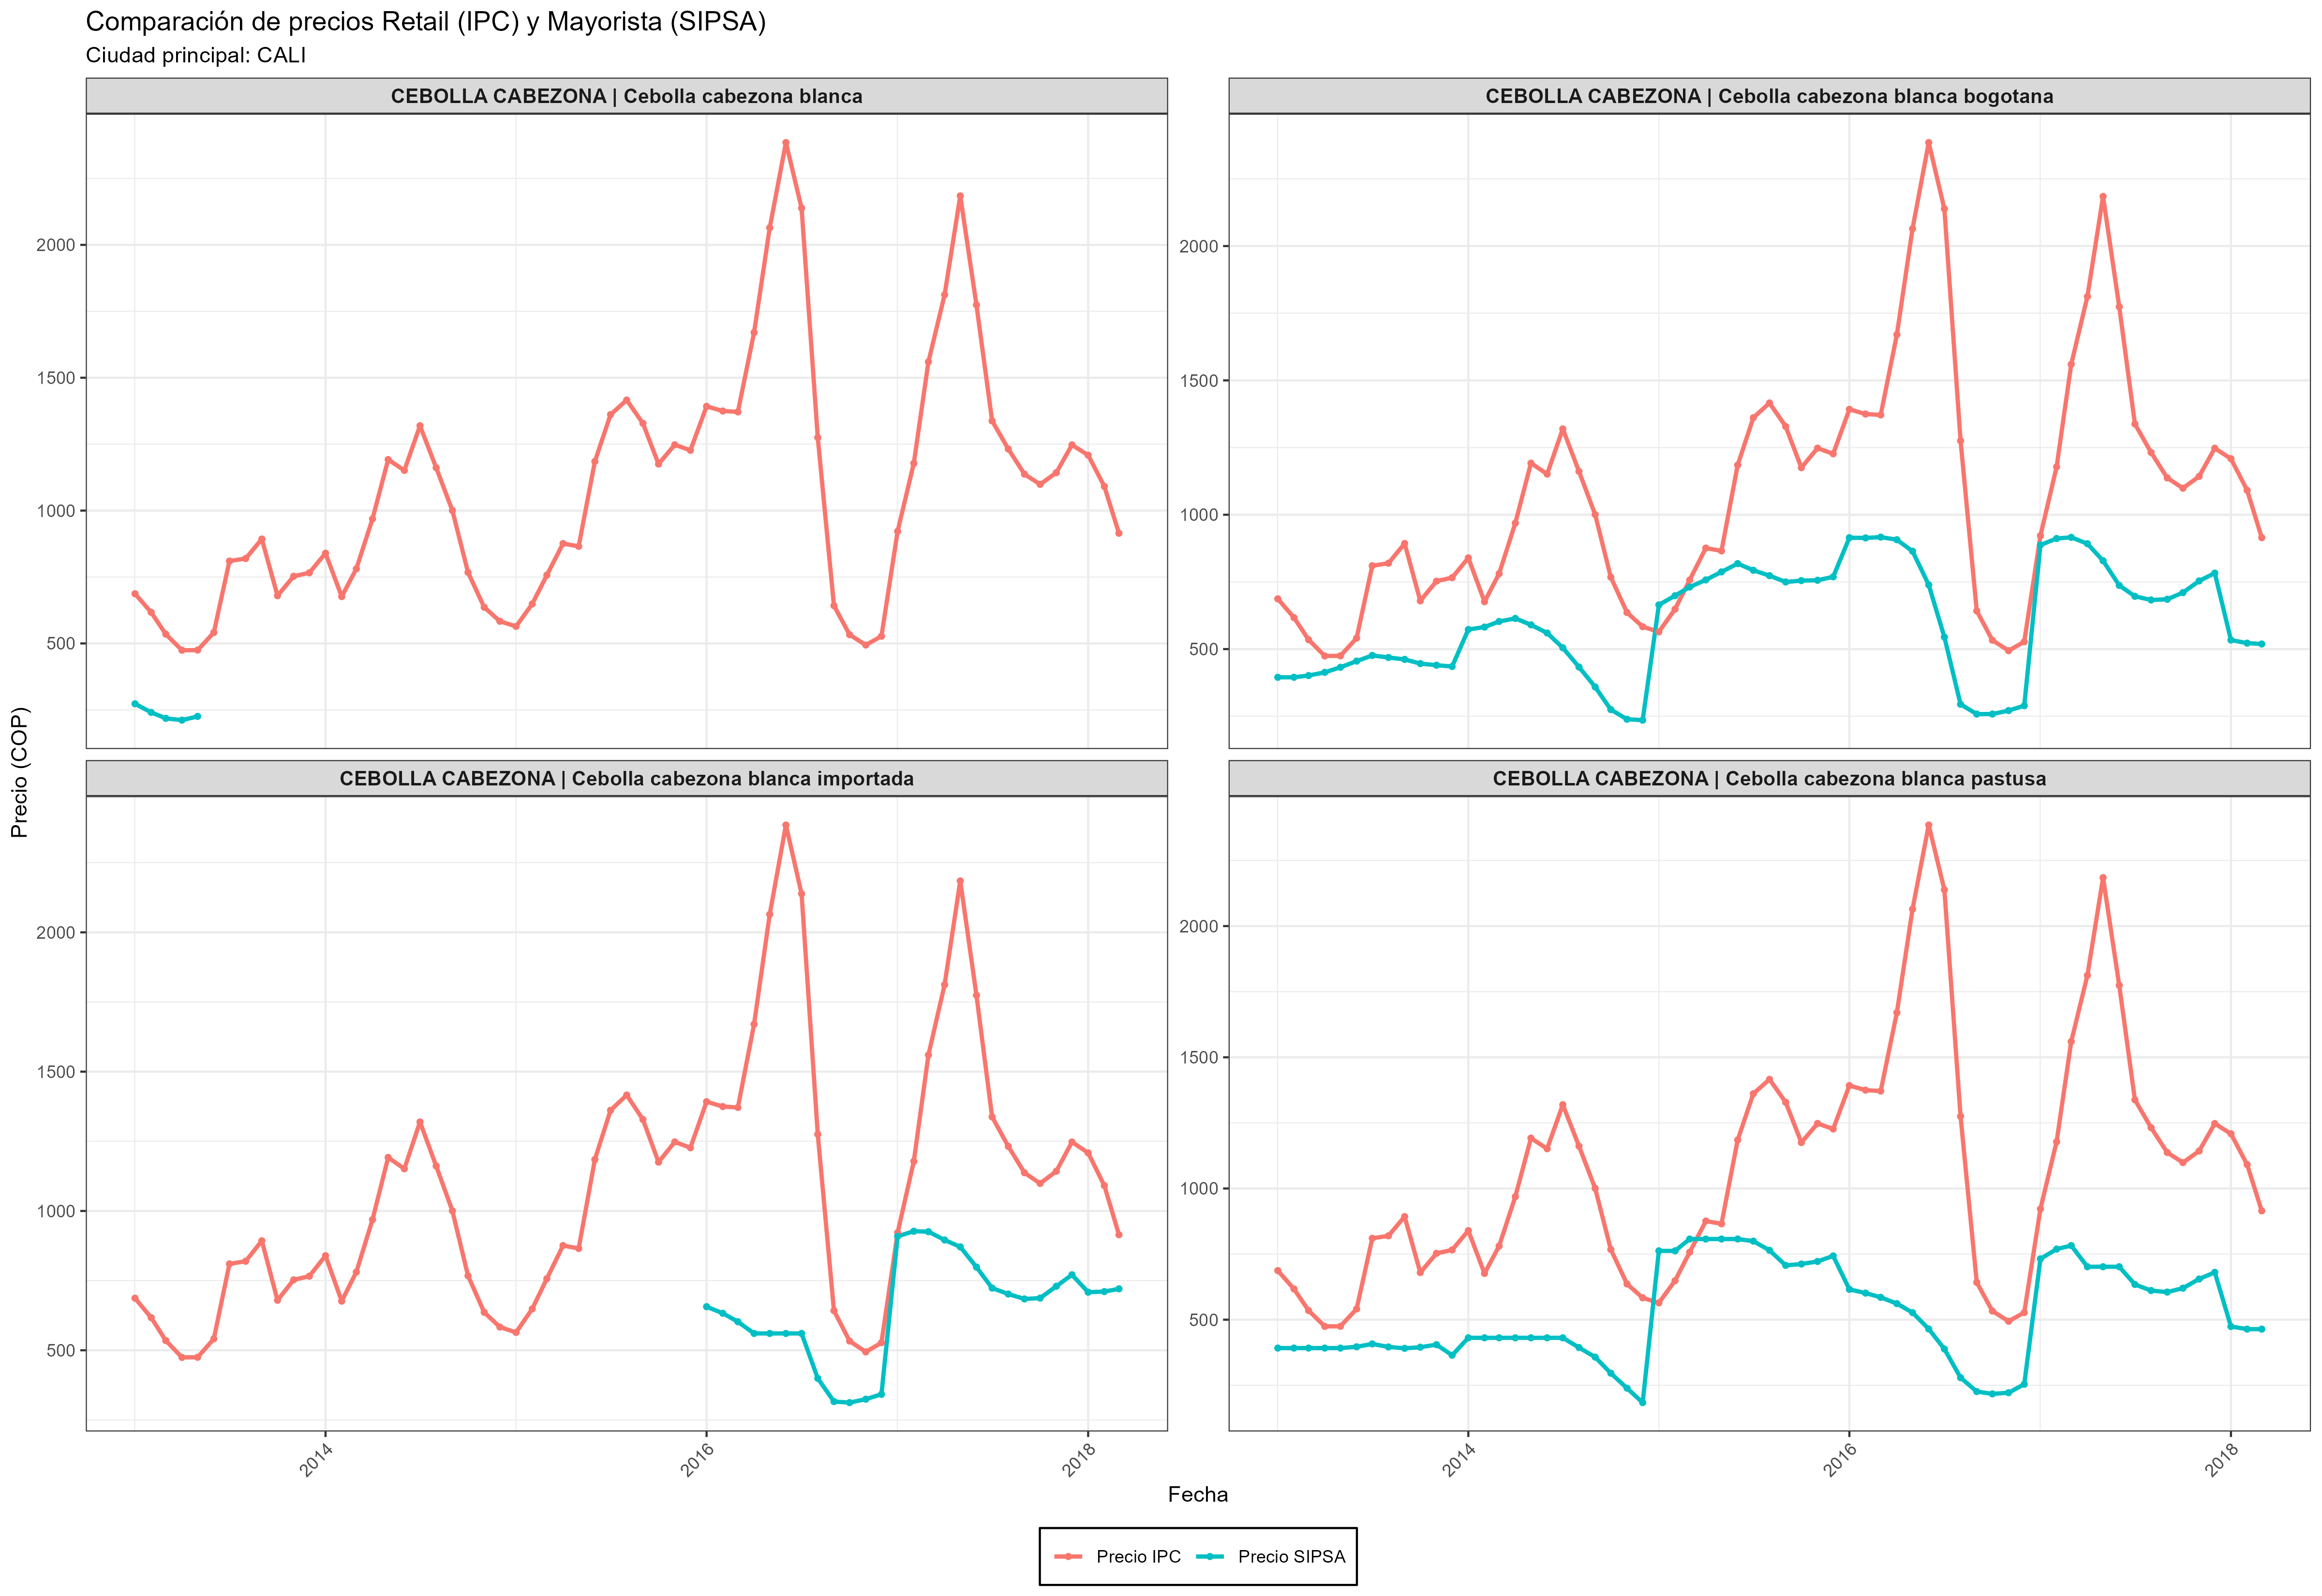 Comparación de precios Retail (IPC) y Mayorista (SIPSA)
Ciudad principal: CALI
CEBOLLA CABEZONA | Cebolla cabezona blanca
CEBOLLA CABEZONA | Cebolla cabezona blanca bogotana
2000
1500
1000
500
2000
1500
1000
500
Precio (COP)
CEBOLLA CABEZONA | Cebolla cabezona blanca importada
CEBOLLA CABEZONA | Cebolla cabezona blanca pastusa
2000
1500
1000
500
2000
1500
1000
500
2014
2016
2018
2014
2016
2018
Fecha
Precio IPC
Precio SIPSA